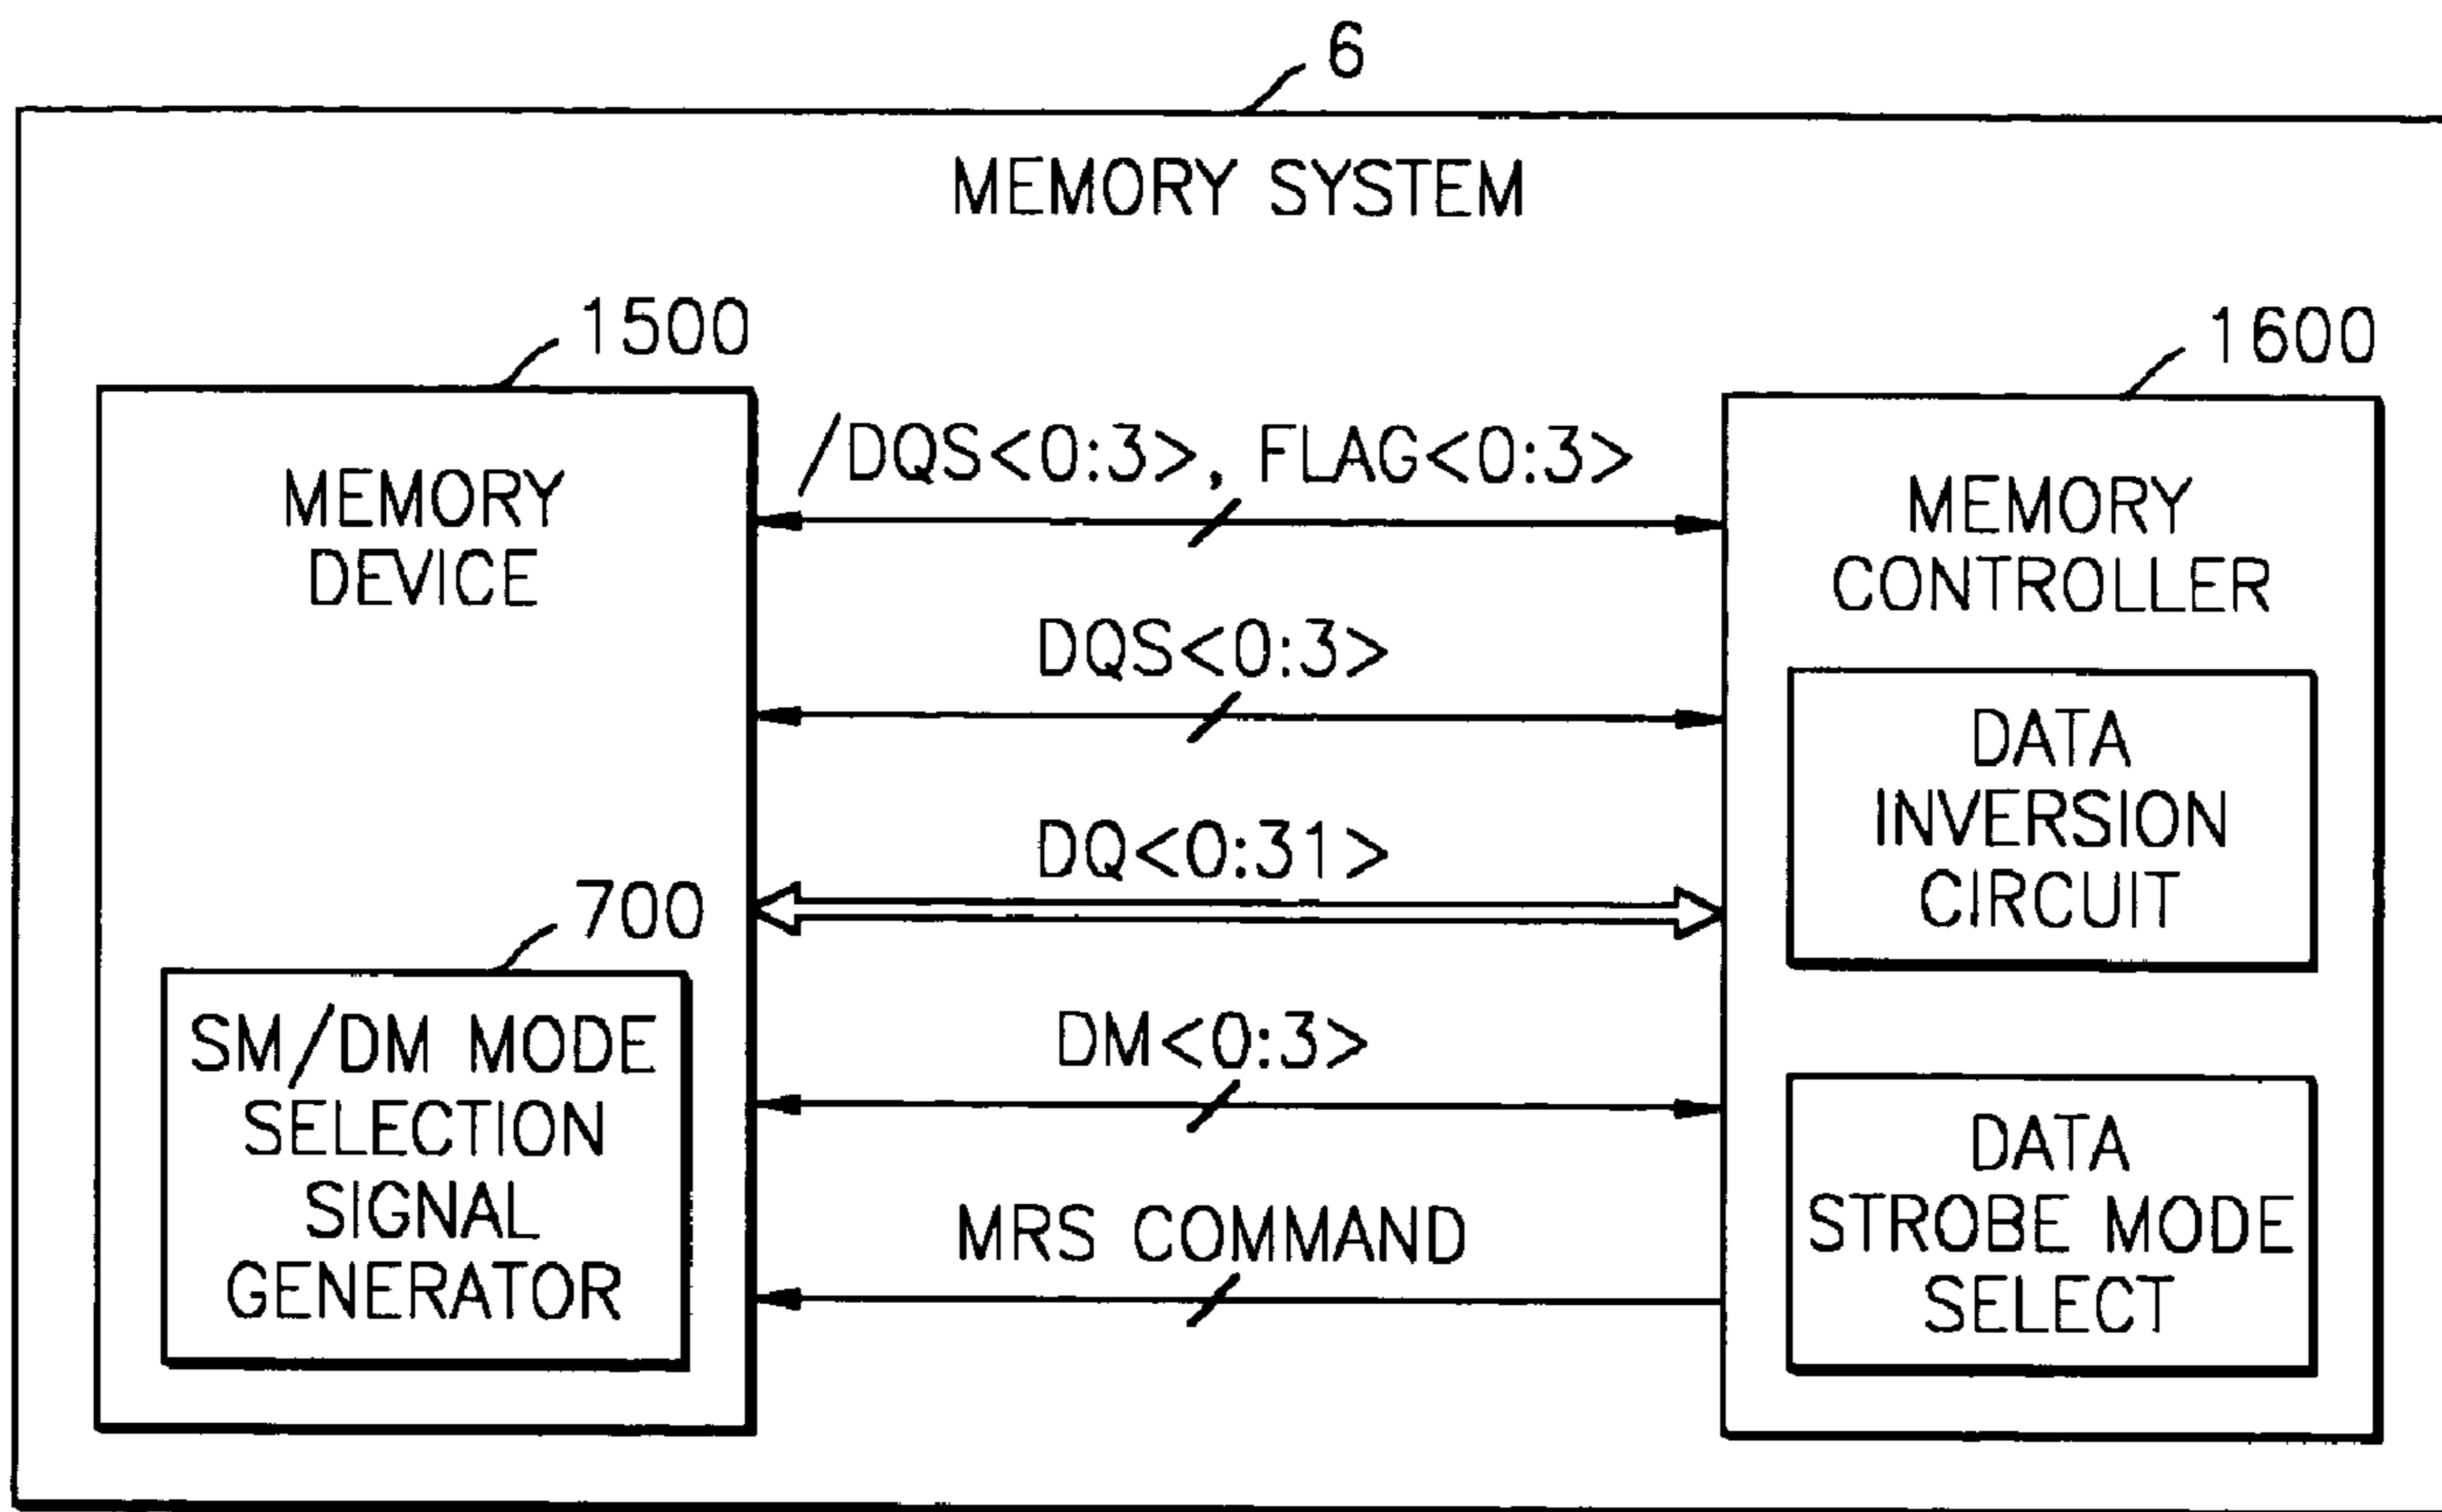 6
MEMORY SYSTEM
1500
1600
MEMORY
DEVICE
/DQS<0:3>, FLAG<0:3>
DQS<0:3>
DQ<0:31>
DM<0:3>
MRS COMMAND
700
SM/DM MODE
SELECTION
SIGNAL
GENERATOR
MEMORY
CONTROLLER
DATA
INVERSION
CIRCUIT
DATA
STROBE MODE
SELECT